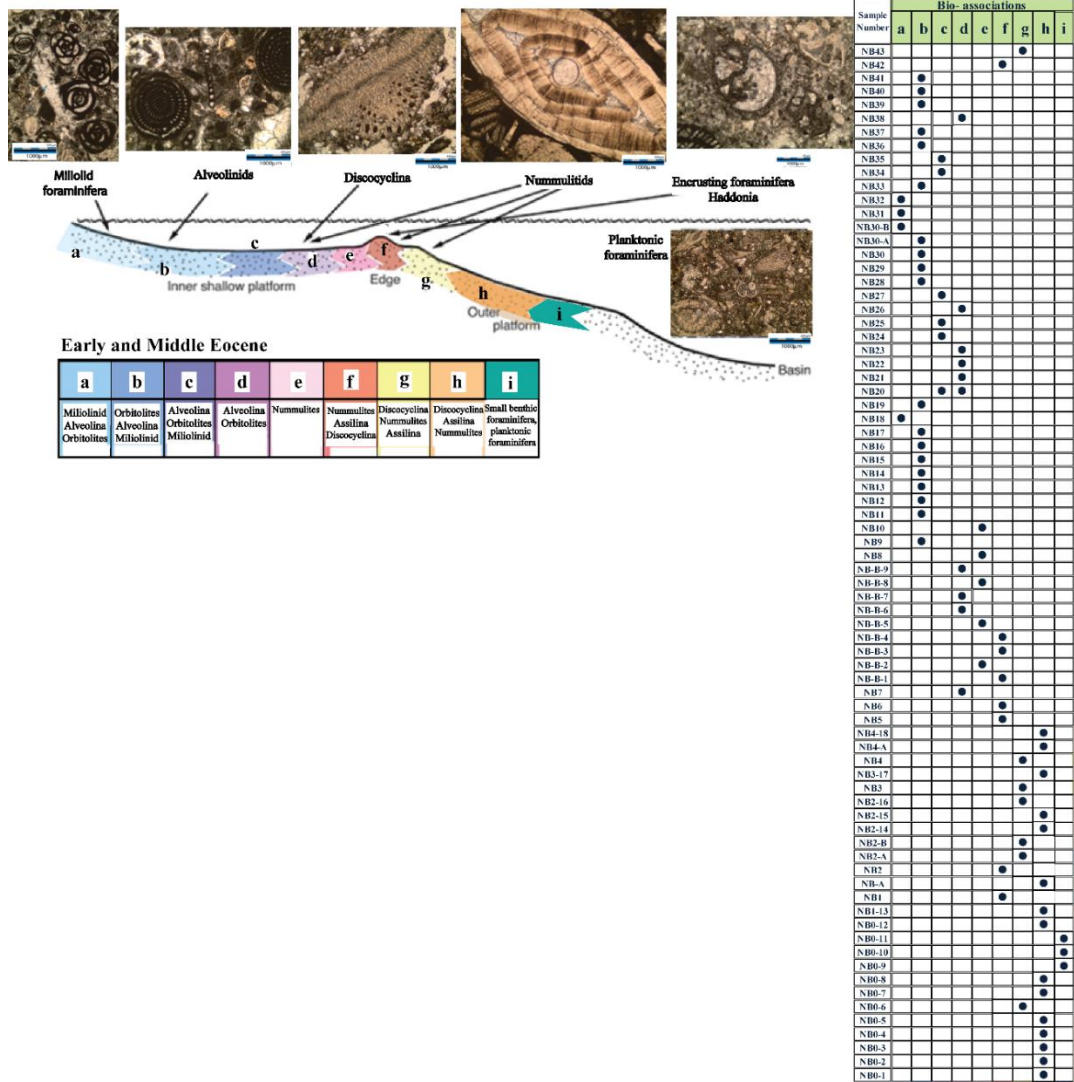 Bio- associations
Sample
Number
a b c d e f g h i
1000µm
1000µm
1000µm
1000µm
Miliolid
foraminifera
Alveolinids
Discocyclina
Nummulitids
Encrusting foraminifera
Haddonia
Planktonic
foraminifera
1000µm
a
b
c
d
e
f
g
h
i
Inner shallow platform
Edge
Outer
platform
Basin
Early and Middle Eocene
a b c d e f g h i
Miliolinid
Alveolina
Orbitolites
Orbitolites
Alveolina
Miliolinid
Alveolina
Orbitolites
Miliolinid
Alveolina
Orbitolites
Nummulites
Nummulites
Assilina
Discocyclina
Discocyclina
Nummulites
Assilina
Discocyclina
Assilina
Nummulites
Small benthic
foraminifera,
planktonic
foraminifera
NB43
NB42
NB41
NB40
NB39
NB38
NB37
NB36
NB35
NB34
NB33
NB32
NB31
NB30-B
NB30-A
NB30
NB29
NB28
NB27
NB26
NB25
NB24
NB23
NB22
NB21
NB20
NB19
NB18
NB17
NB16
NB15
NB14
NB13
NB12
NB11
NB10
NB9
NB8
NB-B-9
NB-B-8
NB-B-7
NB-B-6
NB-B-5
NB-B-4
NB-B-3
NB-B-2
NB-B-1
NB7
NB6
NB5
NB4-18
NB4-A
NB4
NB3-17
NB3
NB2-16
NB2-15
NB2-14
NB2-B
NB2-A
NB2
NB-A
NB1
NB1-13
NB0-12
NB0-11
NB0-10
NB0-9
NB0-8
NB0-7
NB0-6
NB0-5
NB0-4
NB0-3
NB0-2
NB0-1